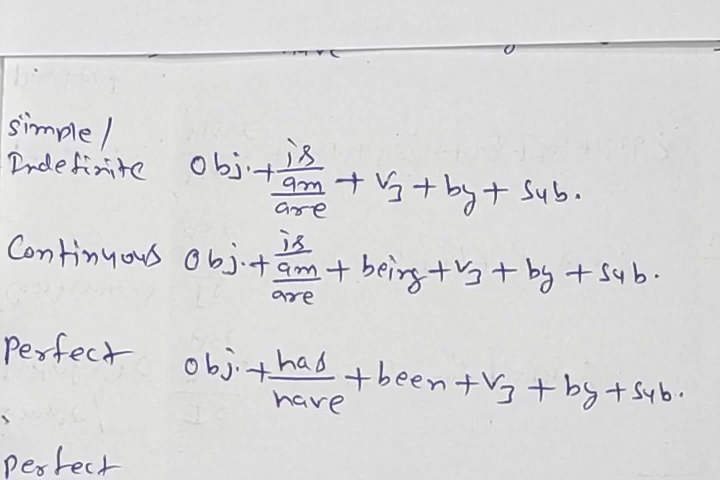 simple /
Indefinite obj. + is / am / are + V3 + by + sub.
Continuous obj. + is / am / are + being + V3 + by + sub.
Perfect obj. + has / have + been + V3 + by + sub.
Perfect